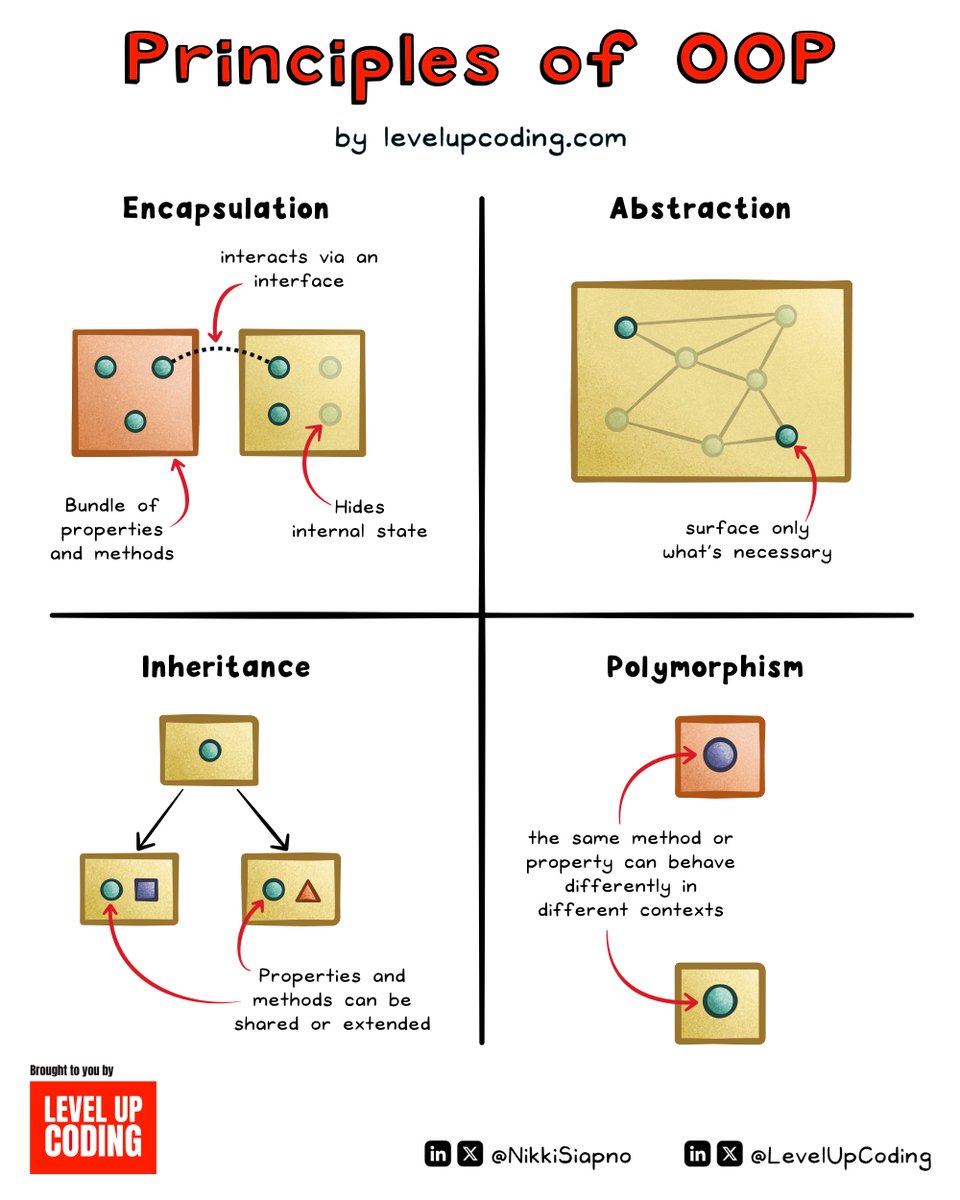 Principles of OOP
by levelupcoding.com
Encapsulation
interacts via an
interface
Bundle of
properties
and methods
Hides
internal state
Abstraction
surface only
what's necessary
Inheritance
Properties and
methods can be
shared or extended
Polymorphism
the same method or
property can behave
differently in
different contexts
Brought to you by
LEVEL UP
CODING
in X @NikkiSiapno
in X @LevelUpCoding